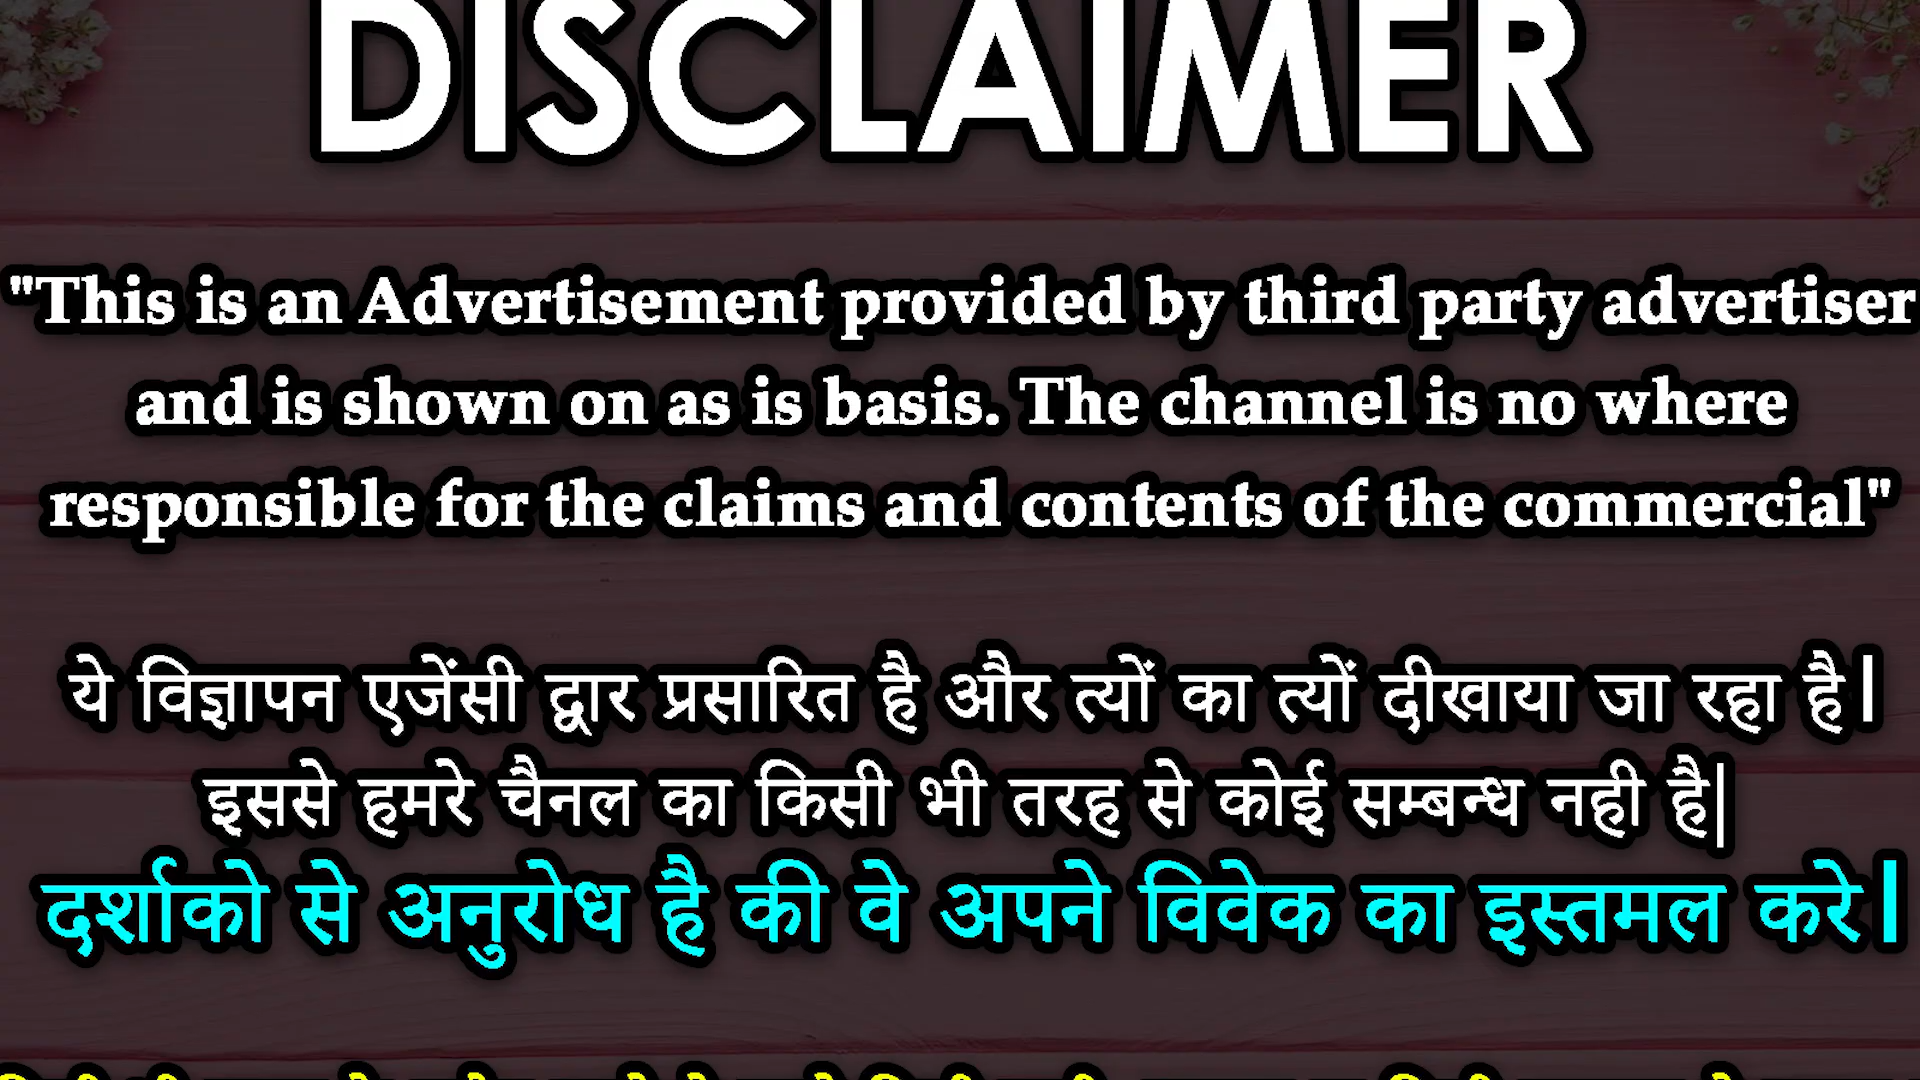 DISCLAIMER
"This is an Advertisement provided by third party advertiser
and is shown on as is basis. The channel is no where
responsible for the claims and contents of the commercial"
ये विज्ञापन एजेंसी द्वार प्रसारित है और त्यों का त्यों दीखाया जा रहा है।
इससे हमरे चैनल का किसी भी तरह से कोई सम्बन्ध नही है|
दर्शाको से अनुरोध है की वे अपने विवेक का इस्तमल करे।